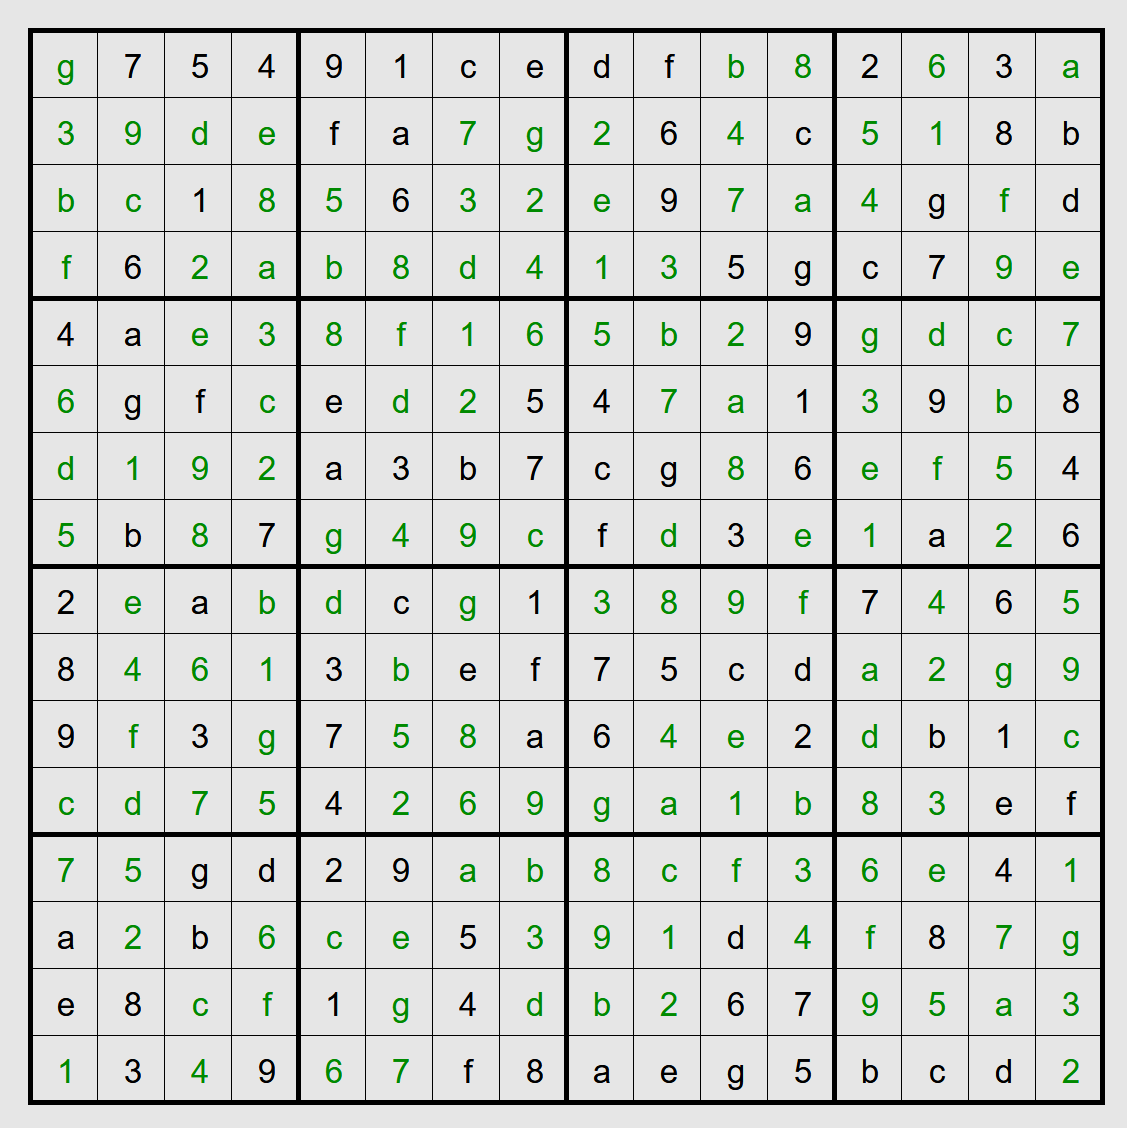 g 7 5 4 9 1 c e d f b 8 2 6 3 a
3 9 d e f a 7 g 2 6 4 c 5 1 8 b
b c 1 8 5 6 3 2 e 9 7 a 4 g f d
f 6 2 a b 8 d 4 1 3 5 g c 7 9 e
4 a e 3 8 f 1 6 5 b 2 9 g d c 7
6 g f c e d 2 5 4 7 a 1 3 9 b 8
d 1 9 2 a 3 b 7 c g 8 6 e f 5 4
5 b 8 7 g 4 9 c f d 3 e 1 a 2 6
2 e a b d c g 1 3 8 9 f 7 4 6 5
8 4 6 1 3 b e f 7 5 c d a 2 g 9
9 f 3 g 7 5 8 a 6 4 e 2 d b 1 c
c d 7 5 4 2 6 9 g a 1 b 8 3 e f
7 5 g d 2 9 a b 8 c f 3 6 e 4 1
a 2 b 6 c e 5 3 9 1 d 4 f 8 7 g
e 8 c f 1 g 4 d b 2 6 7 9 5 a 3
1 3 4 9 6 7 f 8 a e g 5 b c d 2